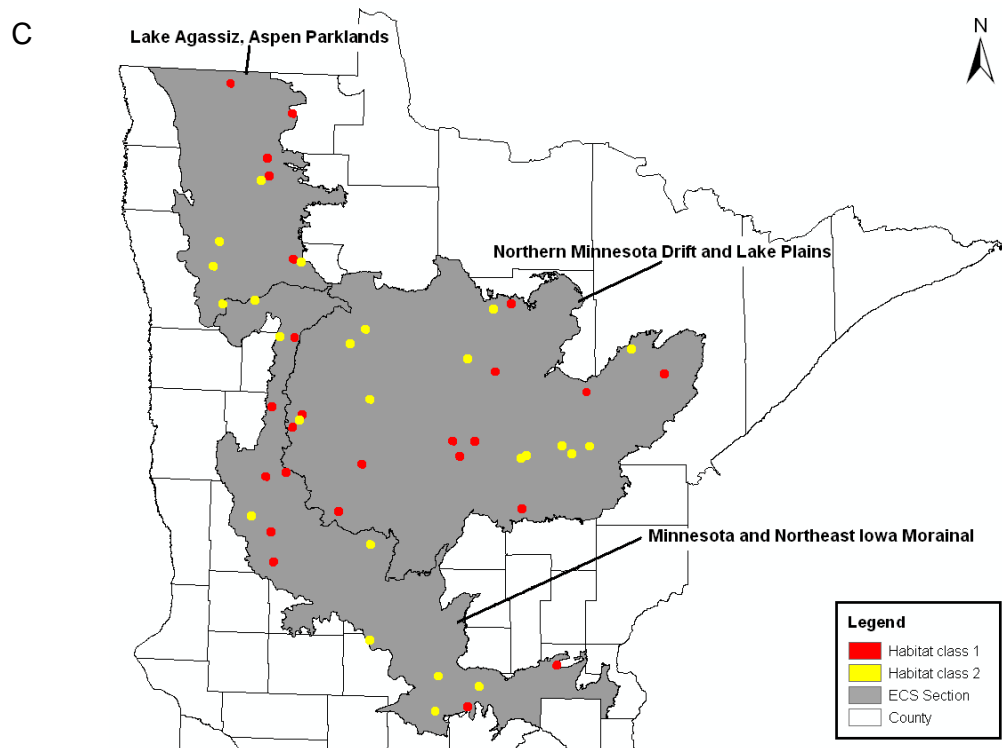 C
Lake Agassiz, Aspen Parklands
N
Northern Minnesota Drift and Lake Plains
Minnesota and Northeast Iowa Morainal
Legend
Habitat class 1
Habitat class 2
ECS Section
County